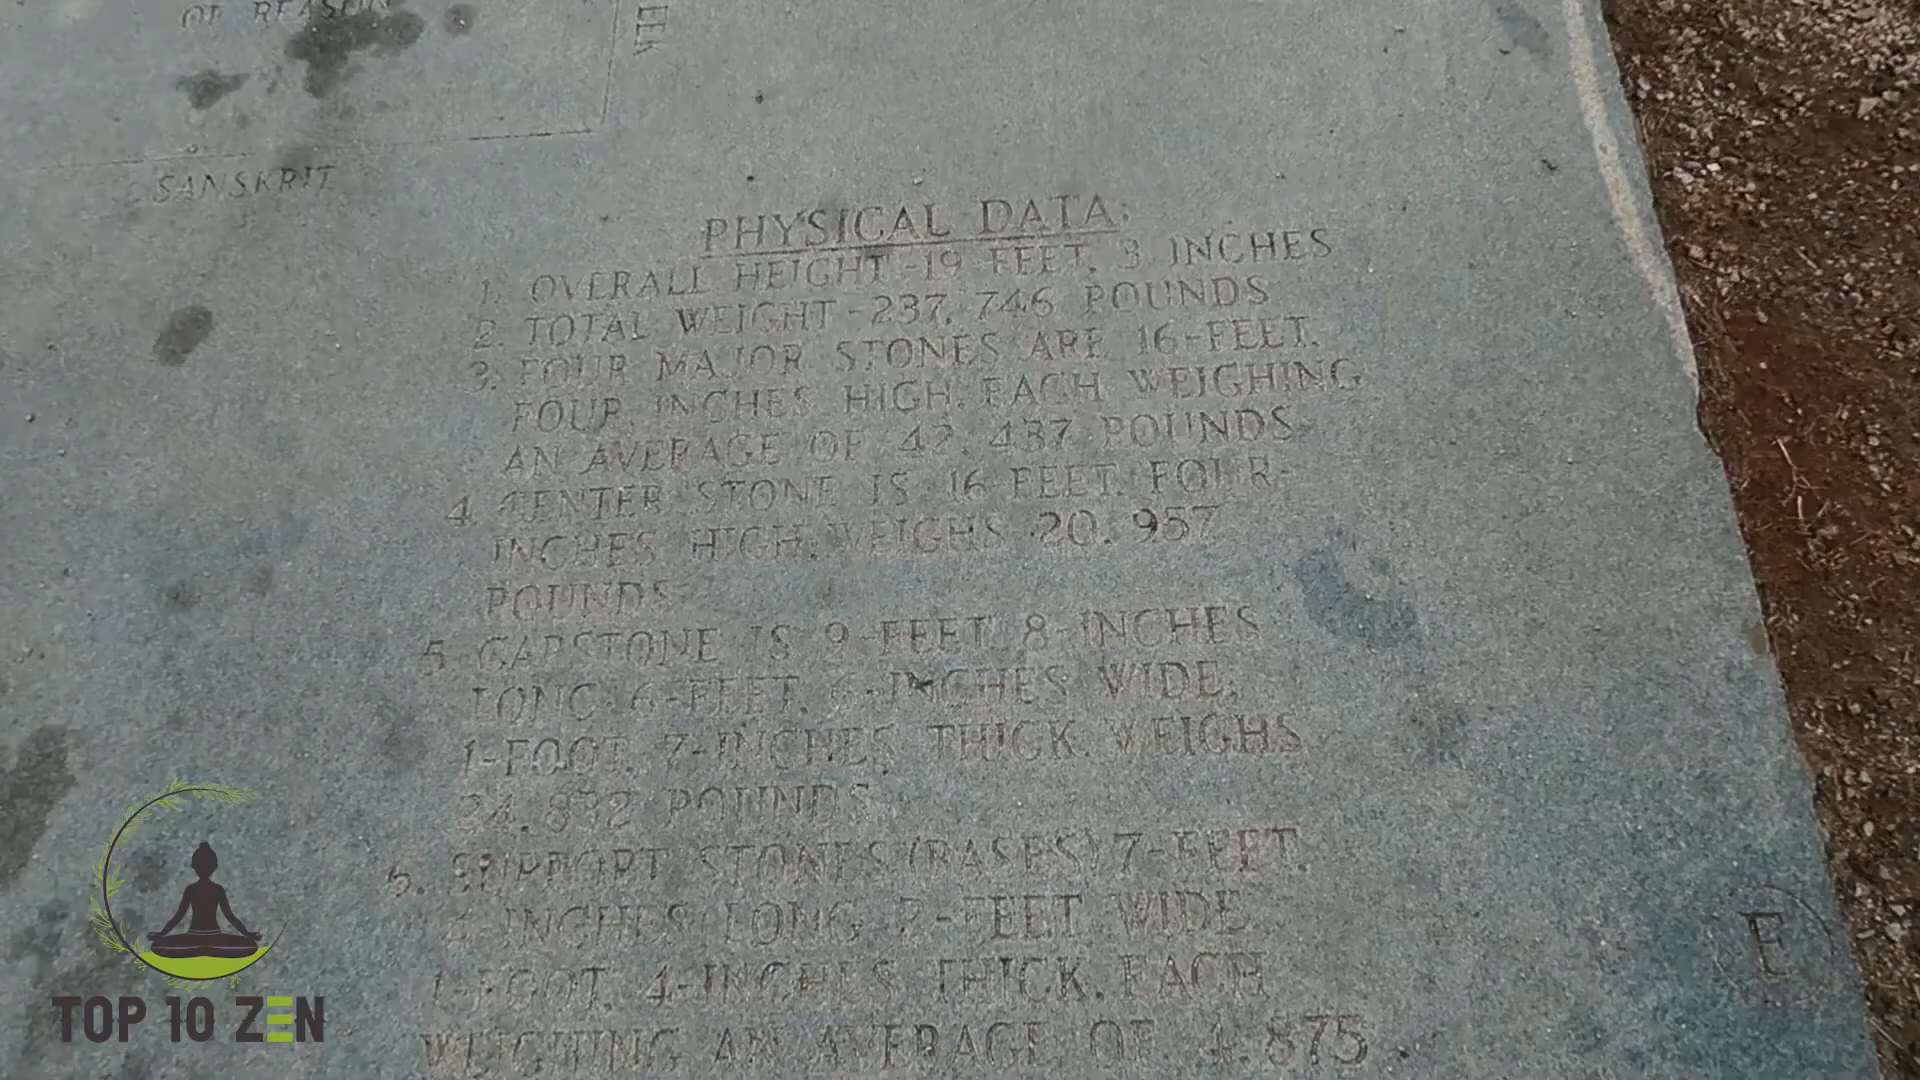 OF REASON
SANSKRIT
PHYSICAL DATA:
1. OVERALL HEIGHT-19 FEET, 3 INCHES
2. TOTAL WEIGHT-237,746 POUNDS
3. FOUR MAJOR STONES ARE 16-FEET,
FOUR INCHES HIGH, EACH WEIGHING
AN AVERAGE OF 42,437 POUNDS
4. CENTER STONE IS 16-FEET, FOUR-
INCHES HIGH, WEIGHS 20,957
POUNDS
5. CAPSTONE IS 9-FEET, 8-INCHES
LONG, 6-FEET, 6-INCHES WIDE;
1-FOOT, 7-INCHES THICK. WEIGHS
24,832 POUNDS
6. SUPPORT STONES (BASES) 7-FEET,
4-INCHES LONG 2-FEET WIDE
1-FOOT, 4-INCHES THICK, EACH
WEIGHING AN AVERAGE OF 4,875
E
TOP 10 ZEN